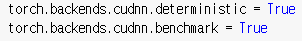 torch.backends.cudnn.deterministic = True
torch.backends.cudnn.benchmark = True